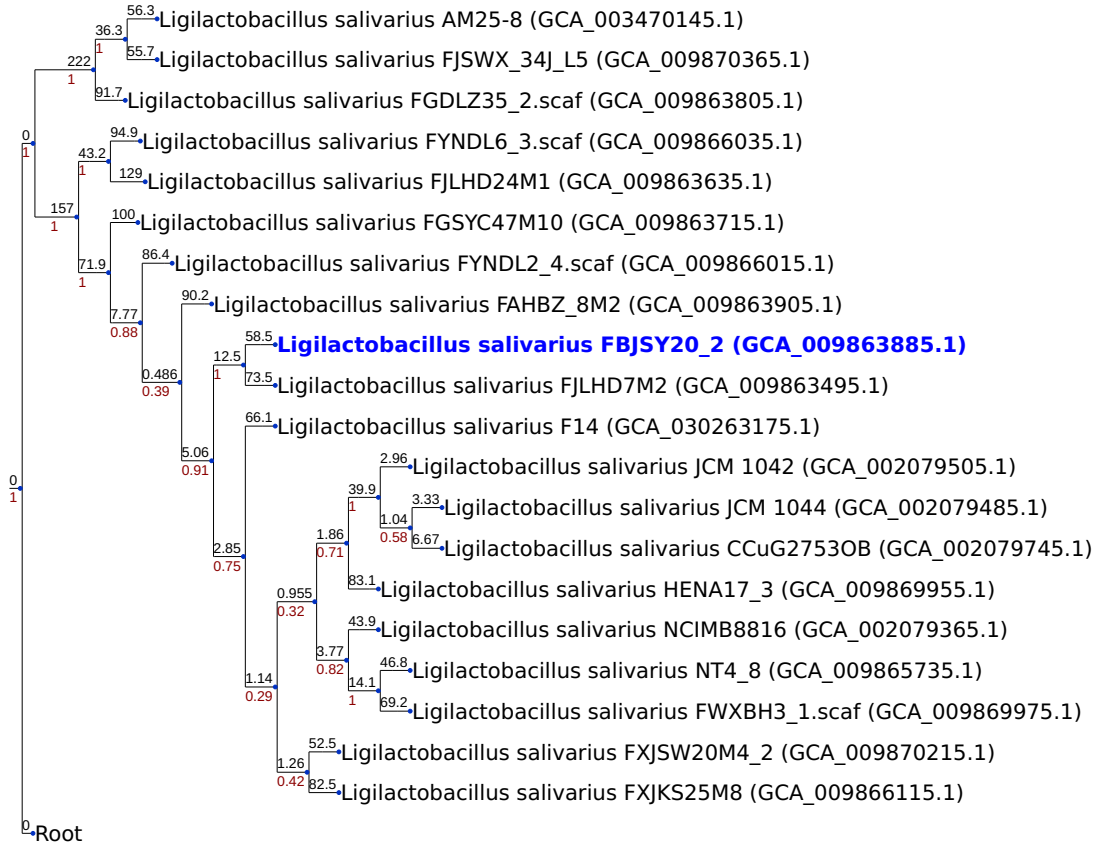 56.3
Ligilactobacillus salivarius AM25-8 (GCA_003470145.1)
36.3
1
55.7
Ligilactobacillus salivarius FJSWX_34J_L5 (GCA_009870365.1)
222
1
91.7
Ligilactobacillus salivarius FGDLZ35_2.scaf (GCA_009863805.1)
0
1
94.9
Ligilactobacillus salivarius FYNDL6_3.scaf (GCA_009866035.1)
43.2
1
129
Ligilactobacillus salivarius FJLHD24M1 (GCA_009863635.1)
157
1
100
Ligilactobacillus salivarius FGSYC47M10 (GCA_009863715.1)
71.9
1
86.4
Ligilactobacillus salivarius FYNDL2_4.scaf (GCA_009866015.1)
7.77
0.88
90.2
Ligilactobacillus salivarius FAHBZ_8M2 (GCA_009863905.1)
0.486
0.39
58.5
Ligilactobacillus salivarius FBJSY20_2 (GCA_009863885.1)
12.5
1
73.5
Ligilactobacillus salivarius FJLHD7M2 (GCA_009863495.1)
5.06
0.91
66.1
Ligilactobacillus salivarius F14 (GCA_030263175.1)
2.85
0.75
2.96
Ligilactobacillus salivarius JCM 1042 (GCA_002079505.1)
39.9
1
3.33
Ligilactobacillus salivarius JCM 1044 (GCA_002079485.1)
1.04
0.58
6.67
Ligilactobacillus salivarius CCuG2753OB (GCA_002079745.1)
1.86
0.71
83.1
Ligilactobacillus salivarius HENA17_3 (GCA_009869955.1)
0.955
0.32
43.9
Ligilactobacillus salivarius NCIMB8816 (GCA_002079365.1)
3.77
0.82
46.8
Ligilactobacillus salivarius NT4_8 (GCA_009865735.1)
14.1
1
69.2
Ligilactobacillus salivarius FWXBH3_1.scaf (GCA_009869975.1)
1.14
0.29
52.5
Ligilactobacillus salivarius FXJSW20M4_2 (GCA_009870215.1)
1.26
0.42
82.5
Ligilactobacillus salivarius FXJKS25M8 (GCA_009866115.1)
0
1
0
Root